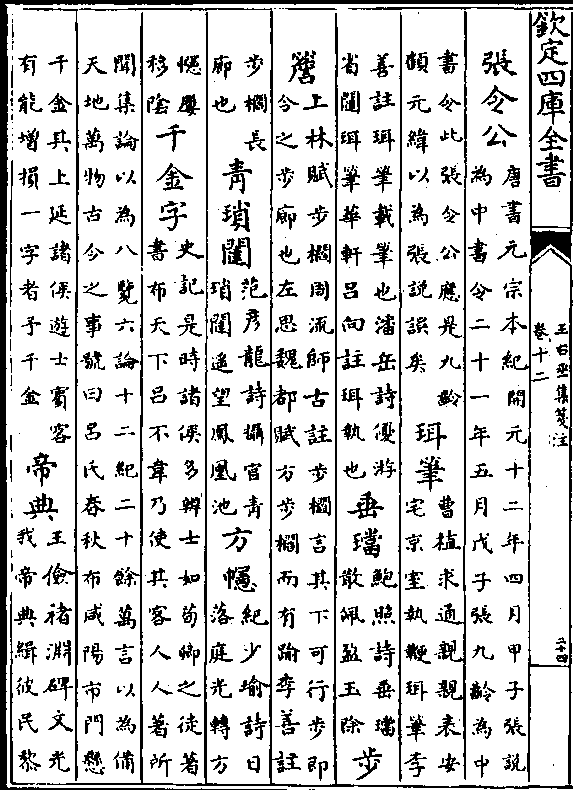 欽定四庫全書
王右丞集箋注
卷十二
二十四
張令公
唐書元宗本紀開元十二年四月甲子張說
為中書令二十一年五月戊子張九齡為中
書令此張令公應是九齡
顧元緯以為張說誤矣
珥筆
曹植求通親親表安
宅京室執鞭珥筆李
善註珥筆載筆也潘岳詩優游
省闥珥筆華軒呂向註珥執也
垂璫
鮑照詩垂璫
散佩盈玉除
步
簷
上林賦步櫩周流師古註步櫩言其下可行步即
今之步廊也左思魏都賦方步櫩而有踰李善註
步櫩長
廊也
青瑣闥
范彥龍詩攝官青
瑣闥遥望鳳凰池
方幰
紀少瑜詩日
落庭光轉方
幰屢
移陰
千金字
史記是時諸侯多辨士如荀卿之徒著
書布天下呂不韋乃使其客人人著所
聞集論以為八覽六論十二紀二十餘萬言以為備
天地萬物古今之事號曰呂氏春秋布咸陽市門懸
千金其上延諸侯遊士賓客
有能增損一字者予千金
帝典
王儉褚淵碑文光
我帝典緝彼民黎